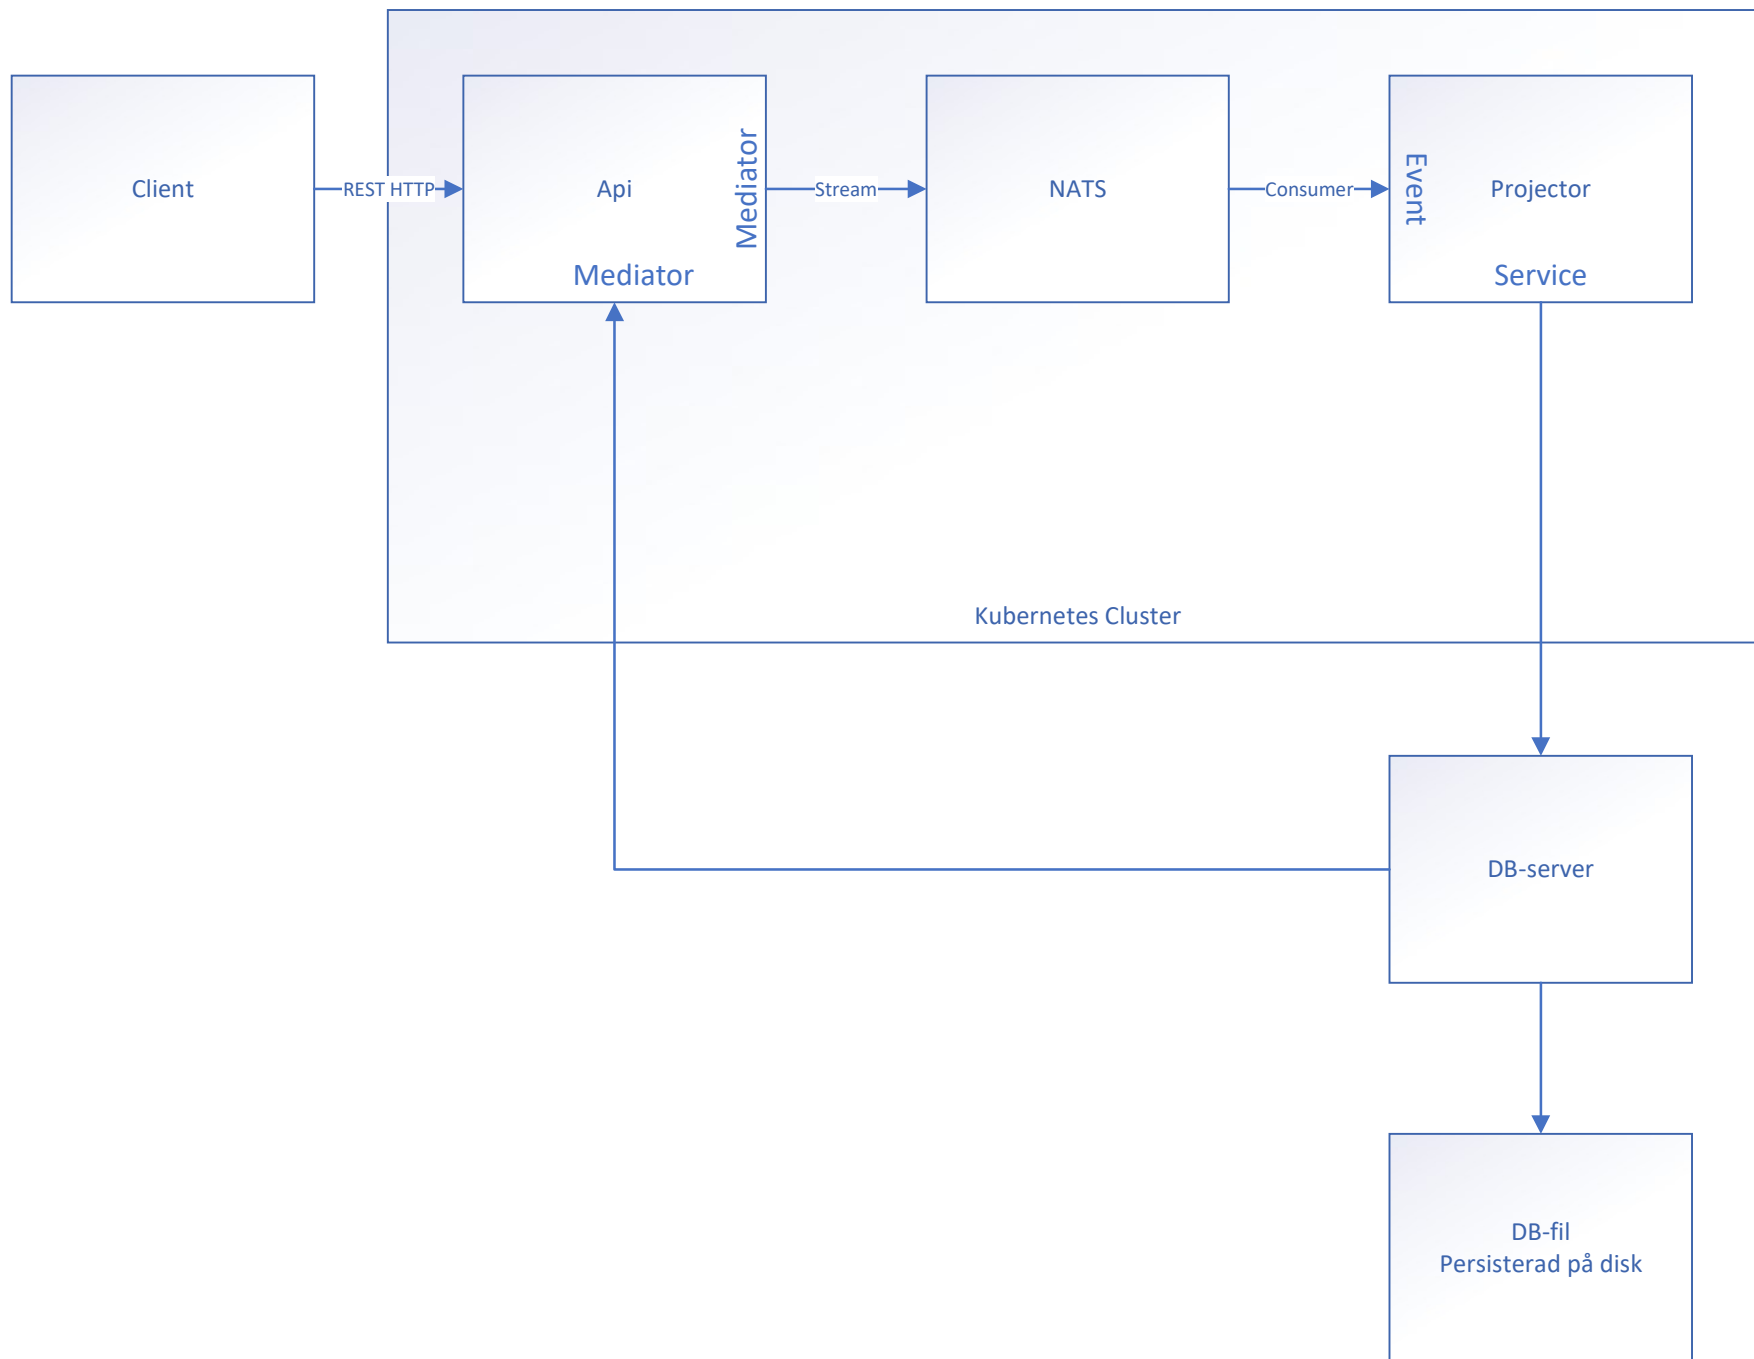 Client
REST HTTP
Api
Mediator
Mediator
Stream
NATS
Consumer
Event
Projector
Service
Kubernetes Cluster
DB-server
DB-fil
Persisterad på disk